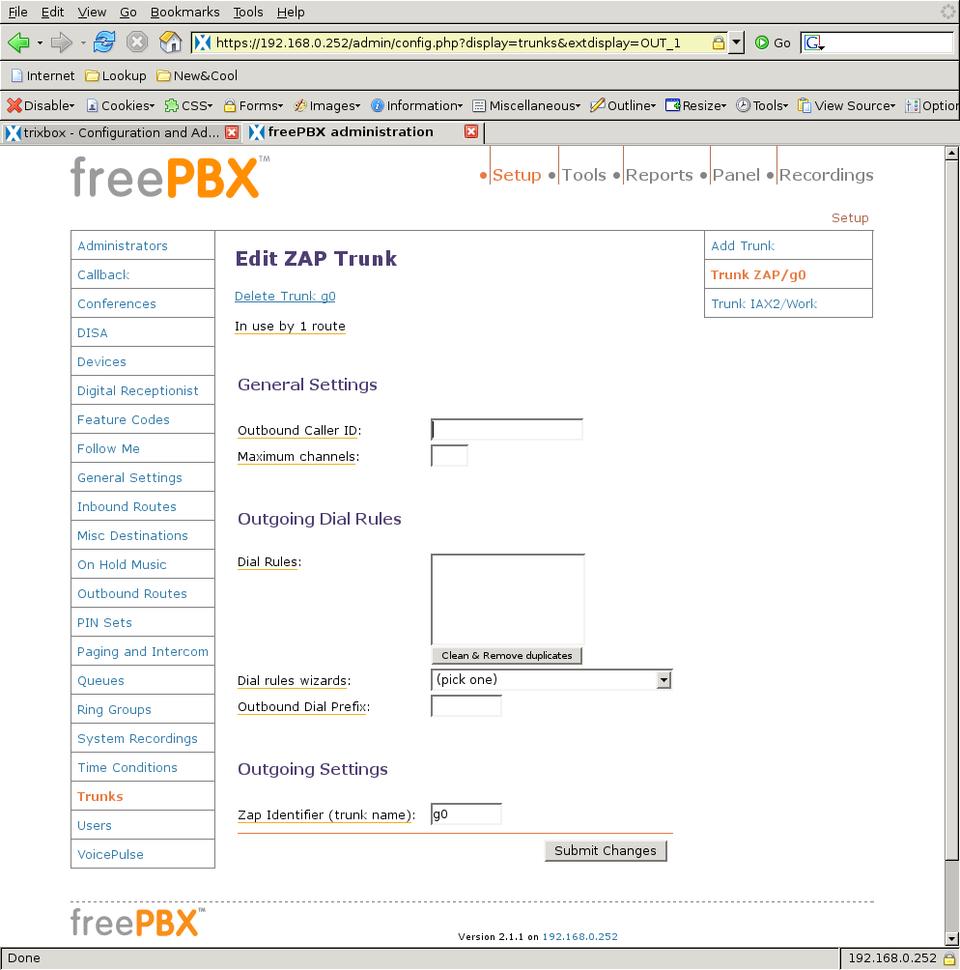 File Edit View Go Bookmarks Tools Help
https://192.168.0.252/admin/config.php?display=trunks&extdisplay=OUT_1 Go G
Internet Lookup New&Cool
Disable Cookies CSS Forms Images Information Miscellaneous Outline Resize Tools View Source Option
trixbox - Configuration and Ad... freePBX administration
freePBX™
Setup Tools Reports Panel Recordings
Setup
Administrators
Callback
Conferences
DISA
Devices
Digital Receptionist
Feature Codes
Follow Me
General Settings
Inbound Routes
Misc Destinations
On Hold Music
Outbound Routes
PIN Sets
Paging and Intercom
Queues
Ring Groups
System Recordings
Time Conditions
Trunks
Users
VoicePulse
Edit ZAP Trunk
Delete Trunk g0
In use by 1 route
General Settings
Outbound Caller ID:
Maximum channels:
Outgoing Dial Rules
Dial Rules:
Clean & Remove duplicates
Dial rules wizards: (pick one)
Outbound Dial Prefix:
Outgoing Settings
Zap Identifier (trunk name): g0
Submit Changes
Add Trunk
Trunk ZAP/g0
Trunk IAX2/Work
freePBX™
Version 2.1.1 on 192.168.0.252
Done 192.168.0.252